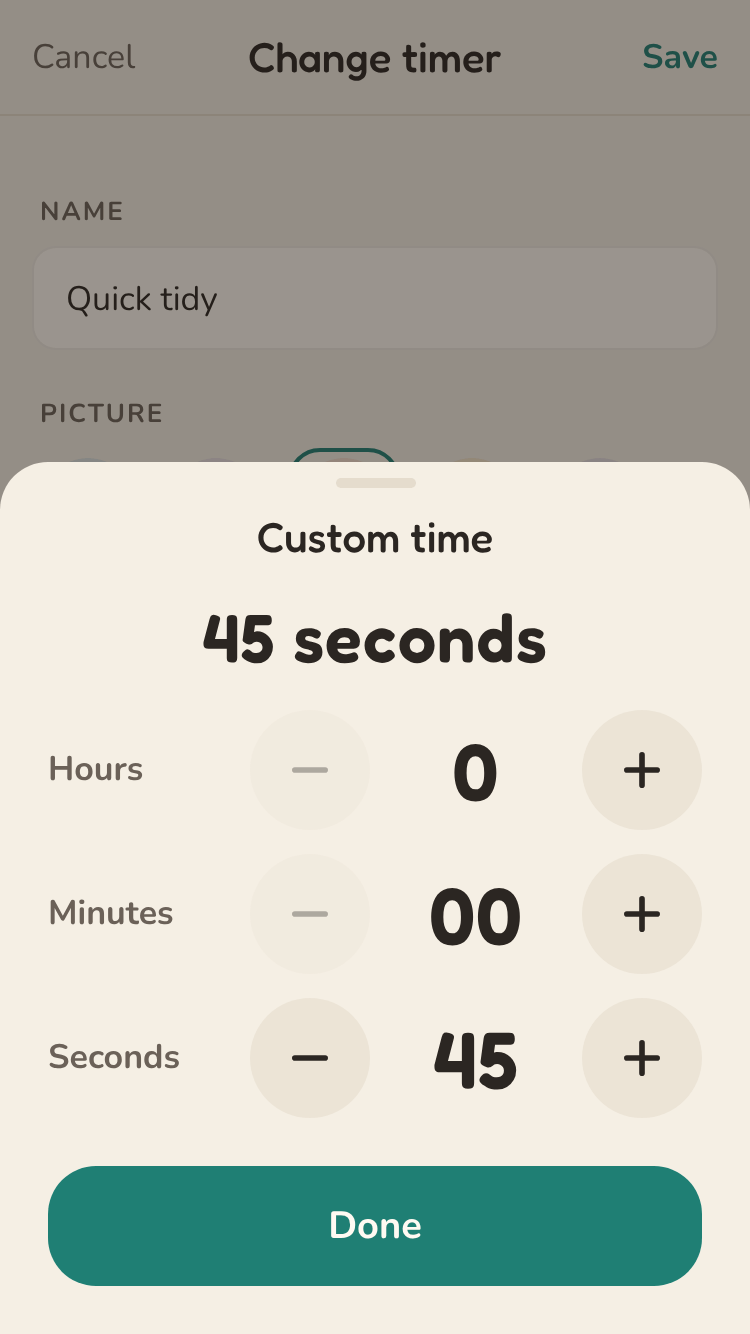 Cancel Change timer Save
NAME
Quick tidy
PICTURE
Custom time
45 seconds
Hours − 0 +
Minutes − 00 +
Seconds − 45 +
Done